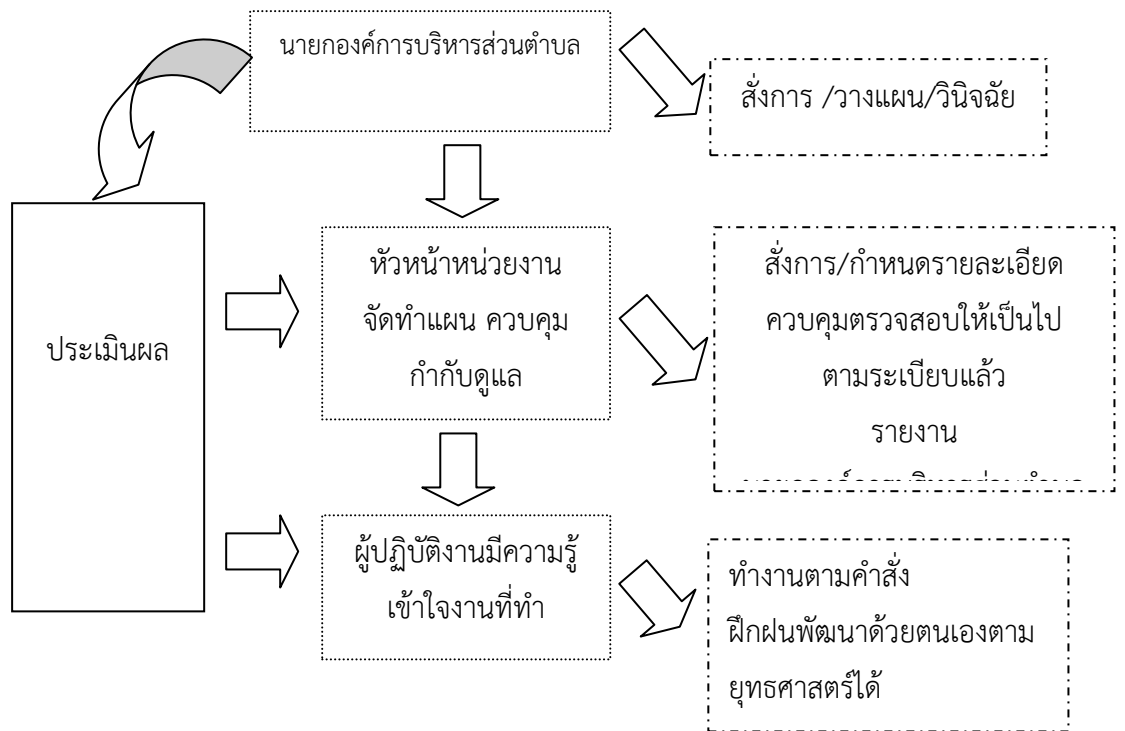 นายกองค์การบริหารส่วนตำบล
สั่งการ /วางแผน/วินิจฉัย
ประเมินผล
หัวหน้าหน่วยงาน
จัดทำแผน ควบคุม
กำกับดูแล
สั่งการ/กำหนดรายละเอียด
ควบคุมตรวจสอบให้เป็นไป
ตามระเบียบแล้ว
รายงาน
ผู้ปฏิบัติงานมีความรู้
เข้าใจงานที่ทำ
ทำงานตามคำสั่ง
ฝึกฝนพัฒนาด้วยตนเองตาม
ยุทธศาสตร์ได้